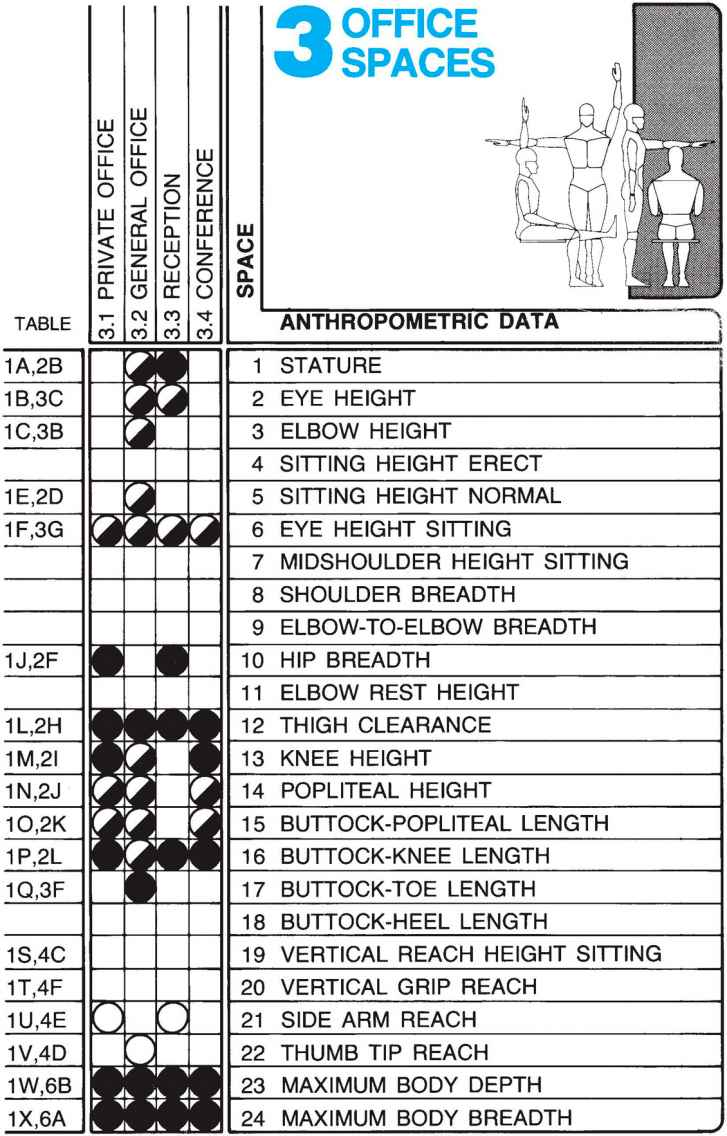 3 OFFICE
SPACES
3.1 PRIVATE OFFICE
3.2 GENERAL OFFICE
3.3 RECEPTION
3.4 CONFERENCE
SPACE
TABLE ANTHROPOMETRIC DATA
1A,2B 1 STATURE
1B,3C 2 EYE HEIGHT
1C,3B 3 ELBOW HEIGHT
4 SITTING HEIGHT ERECT
1E,2D 5 SITTING HEIGHT NORMAL
1F,3G 6 EYE HEIGHT SITTING
7 MIDSHOULDER HEIGHT SITTING
8 SHOULDER BREADTH
9 ELBOW-TO-ELBOW BREADTH
1J,2F 10 HIP BREADTH
11 ELBOW REST HEIGHT
1L,2H 12 THIGH CLEARANCE
1M,2I 13 KNEE HEIGHT
1N,2J 14 POPLITEAL HEIGHT
1O,2K 15 BUTTOCK-POPLITEAL LENGTH
1P,2L 16 BUTTOCK-KNEE LENGTH
1Q,3F 17 BUTTOCK-TOE LENGTH
18 BUTTOCK-HEEL LENGTH
1S,4C 19 VERTICAL REACH HEIGHT SITTING
1T,4F 20 VERTICAL GRIP REACH
1U,4E 21 SIDE ARM REACH
1V,4D 22 THUMB TIP REACH
1W,6B 23 MAXIMUM BODY DEPTH
1X,6A 24 MAXIMUM BODY BREADTH